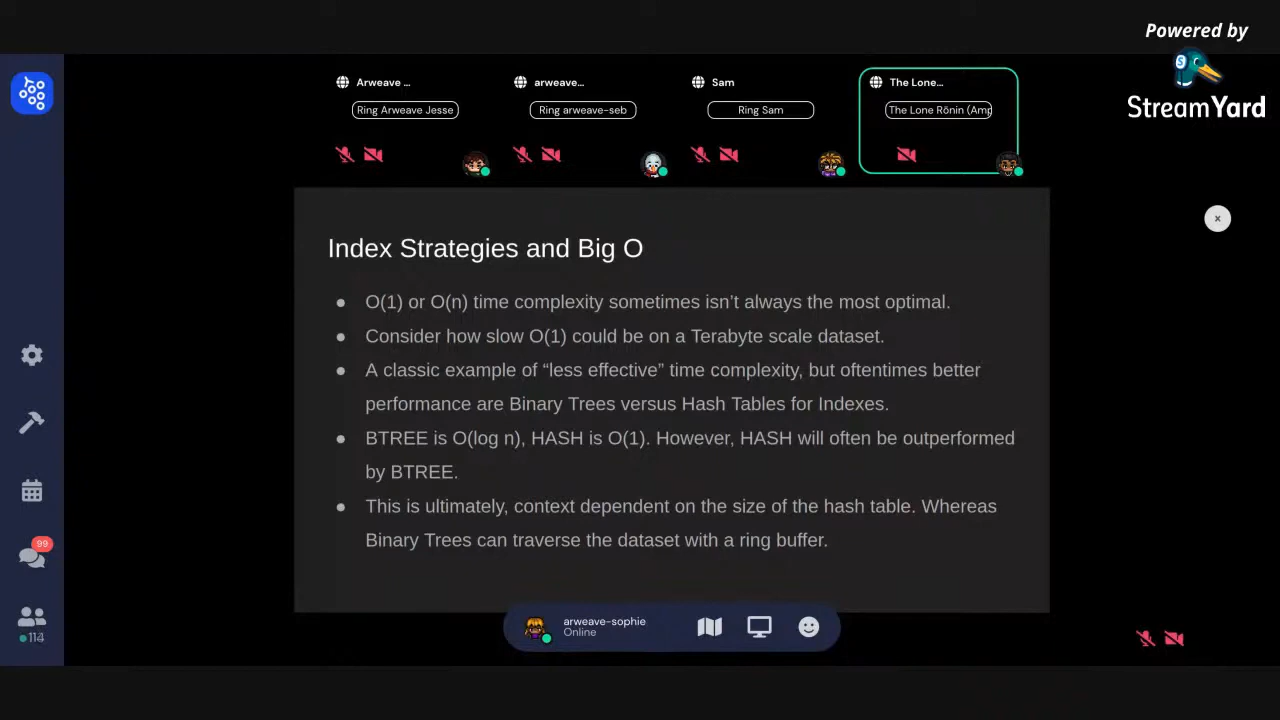 Powered by
StreamYard
Arweave ...
arweave...
Sam
The Lone...
Ring Arweave Jesse
Ring arweave-seb
Ring Sam
The Lone Rōnin (Amp
Index Strategies and Big O
● O(1) or O(n) time complexity sometimes isn't always the most optimal.
● Consider how slow O(1) could be on a Terabyte scale dataset.
● A classic example of “less effective” time complexity, but oftentimes better
performance are Binary Trees versus Hash Tables for Indexes.
● BTREE is O(log n), HASH is O(1). However, HASH will often be outperformed
by BTREE.
● This is ultimately, context dependent on the size of the hash table. Whereas
Binary Trees can traverse the dataset with a ring buffer.
99
arweave-sophie
Online